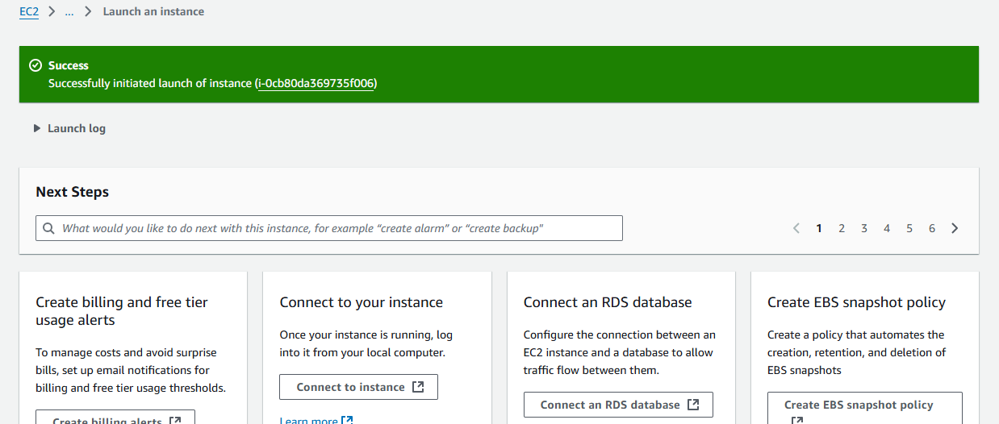 EC2 > ... > Launch an instance
Success
Successfully initiated launch of instance (i-0cb80da369735f006)
Launch log
Next Steps
What would you like to do next with this instance, for example “create alarm” or “create backup"
1 2 3 4 5 6
Create billing and free tier
usage alerts
To manage costs and avoid surprise
bills, set up email notifications for
billing and free tier usage thresholds.
Create billing alerts
Connect to your instance
Once your instance is running, log
into it from your local computer.
Connect to instance
Learn more
Connect an RDS database
Configure the connection between an
EC2 instance and a database to allow
traffic flow between them.
Connect an RDS database
Create EBS snapshot policy
Create a policy that automates the
creation, retention, and deletion of
EBS snapshots
Create EBS snapshot policy